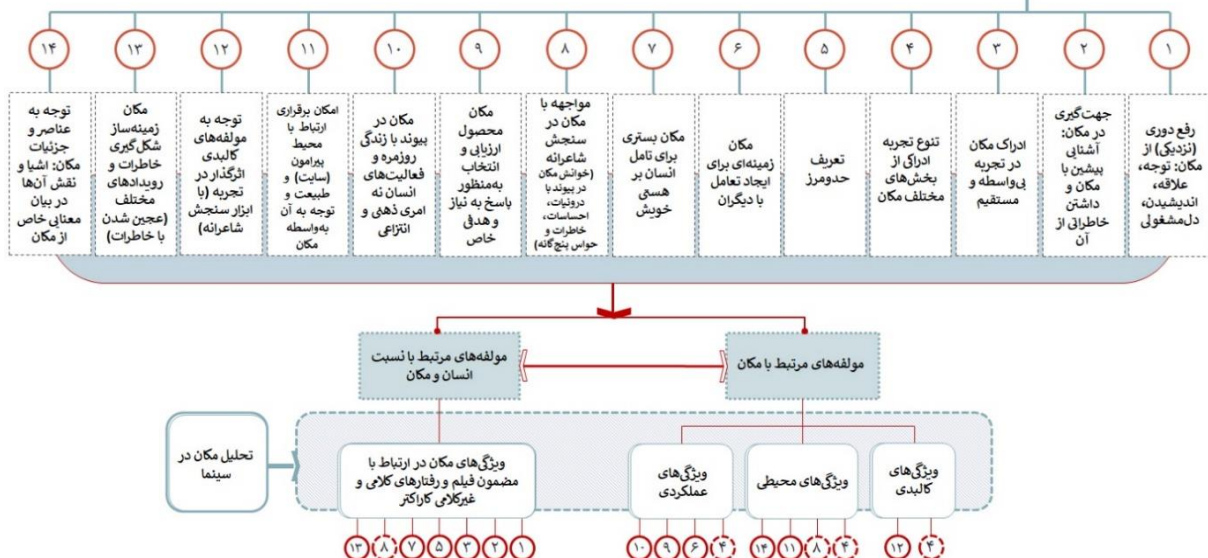 ۱
۲
۳
۴
۵
۶
۷
۸
۹
۱۰
۱۱
۱۲
۱۳
۱۴
رفع دوری
(نزدیکی) از
مکان: توجه،
علاقه،
اندیشیدن،
دل‌مشغولی
جهت‌گیری
در مکان:
آشنایی
پیشین با
مکان و
داشتن
خاطراتی از
آن
ادراک مکان
در تجربه
بی‌واسطه و
مستقیم
تنوع تجربه
ادراکی از
بخش‌های
مختلف مکان
تعریف
حدومرز
مکان
زمینه‌ای برای
ایجاد تعامل
با دیگران
مکان بستری
برای تامل
انسان بر
هستی
خویش
مواجهه با
مکان در
سنجش
شاعرانه
(خوانش مکان
در پیوند با
درونیات،
احساسات،
خاطرات و
حواس پنج‌گانه)
مکان
محصول
ارزیابی و
انتخاب
به‌منظور
پاسخ به نیاز
و هدفی
خاص
مکان در
پیوند با زندگی
روزمره و
فعالیت‌های
انسان نه
امری ذهنی و
انتزاعی
امکان برقراری
ارتباط با
محیط
پیرامون
(سایت) و
طبیعت و
توجه به آن
به‌واسطه
مکان
توجه به
مولفه‌های
کالبدی
اثرگذار در
تجربه (با
ابزار سنجش
شاعرانه)
مکان
زمینه‌ساز
شکل‌گیری
خاطرات و
رویدادهای
مختلف
(عجین شدن
با خاطرات)
توجه به
عناصر و
جزئیات
مکان: اشیا و
نقش آن‌ها
در بیان
معنایی خاص
از مکان
مولفه‌های مرتبط با مکان
مولفه‌های مرتبط با نسبت
انسان و مکان
ویژگی‌های
کالبدی
ویژگی‌های محیطی
ویژگی‌های
عملکردی
ویژگی‌های مکان در ارتباط با
مضمون فیلم و رفتارهای کلامی و
غیرکلامی کاراکتر
تحلیل مکان در
سینما
۴
۱۲
۴
۸
۱۱
۱۴
۴
۶
۹
۱۰
۱
۲
۳
۵
۷
۸
۱۳